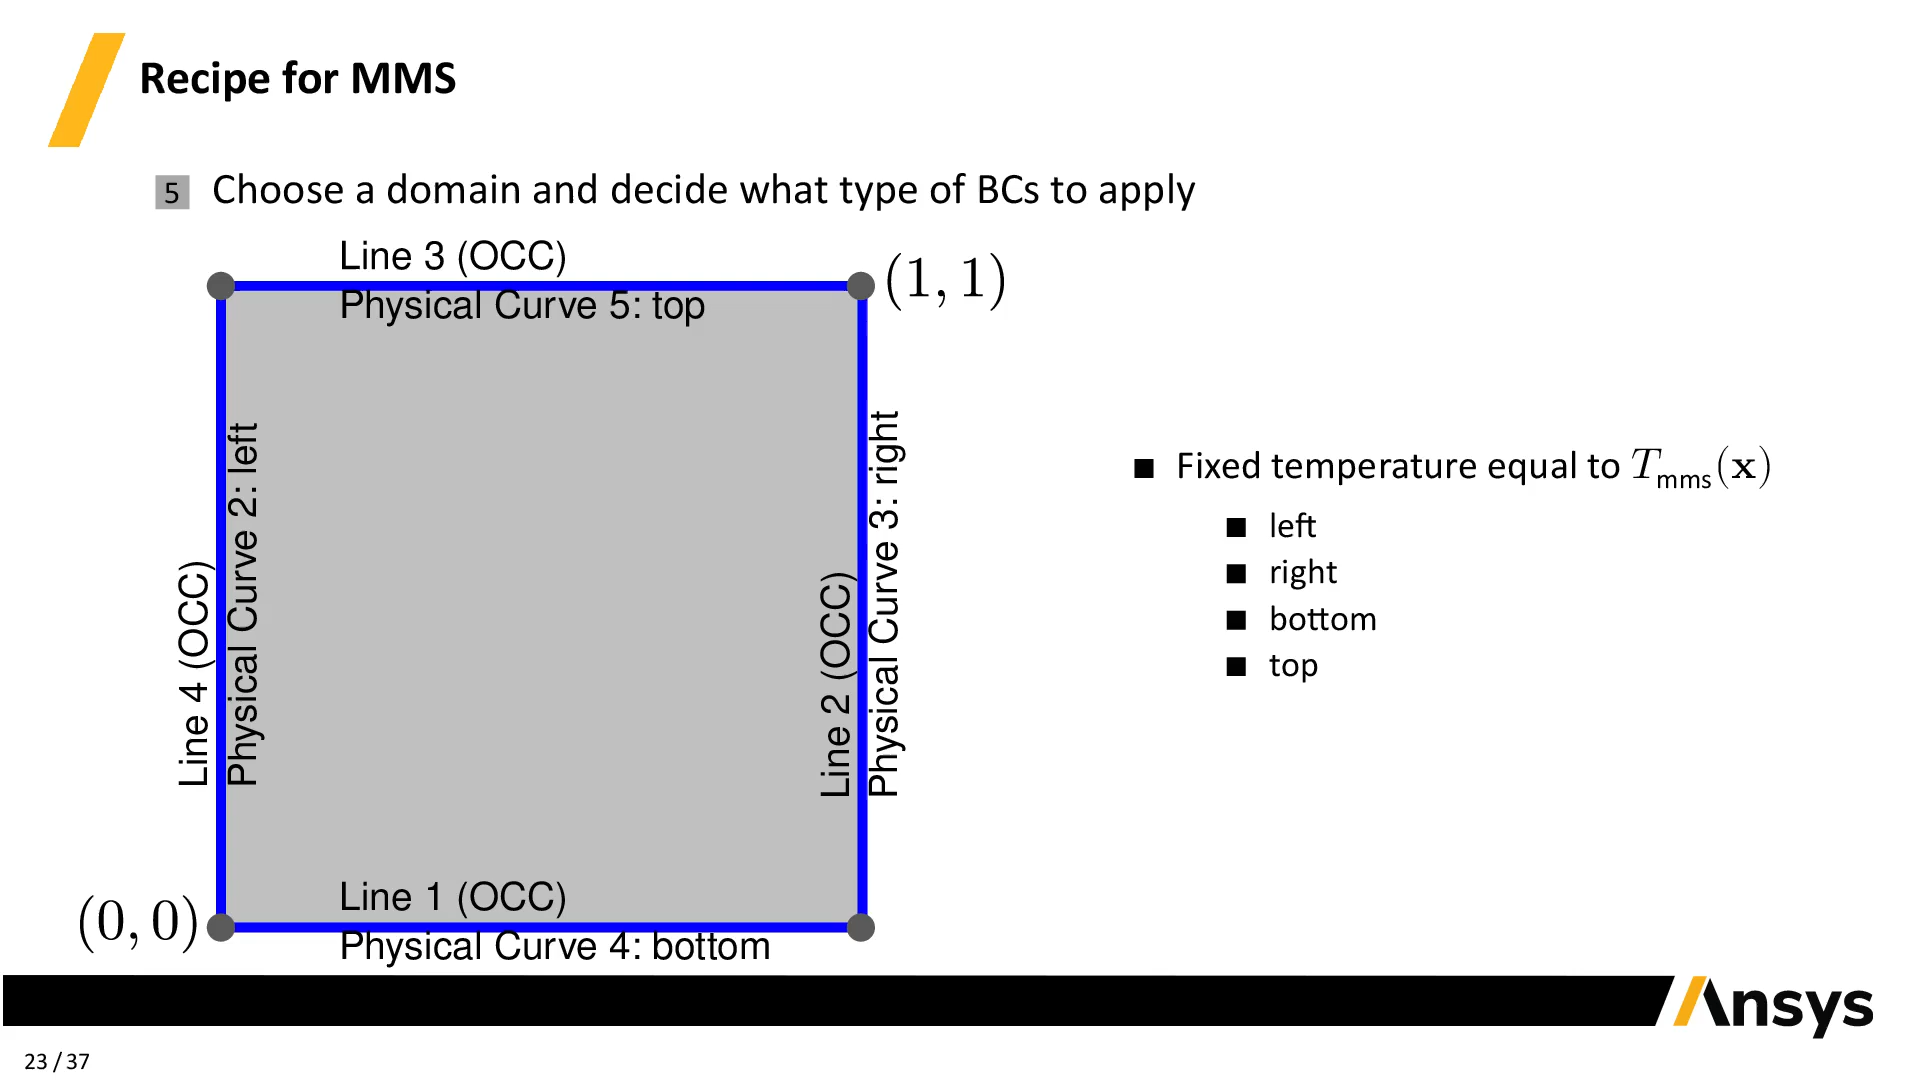 Recipe for MMS
5 Choose a domain and decide what type of BCs to apply
Line 3 (OCC)
(1, 1)
Physical Curve 5: top
Line 4 (OCC)
Physical Curve 2: left
Line 2 (OCC)
Physical Curve 3: right
Line 1 (OCC)
(0, 0)
Physical Curve 4: bottom
■ Fixed temperature equal to T_mms(x)
■ left
■ right
■ bottom
■ top
Ansys
23 / 37